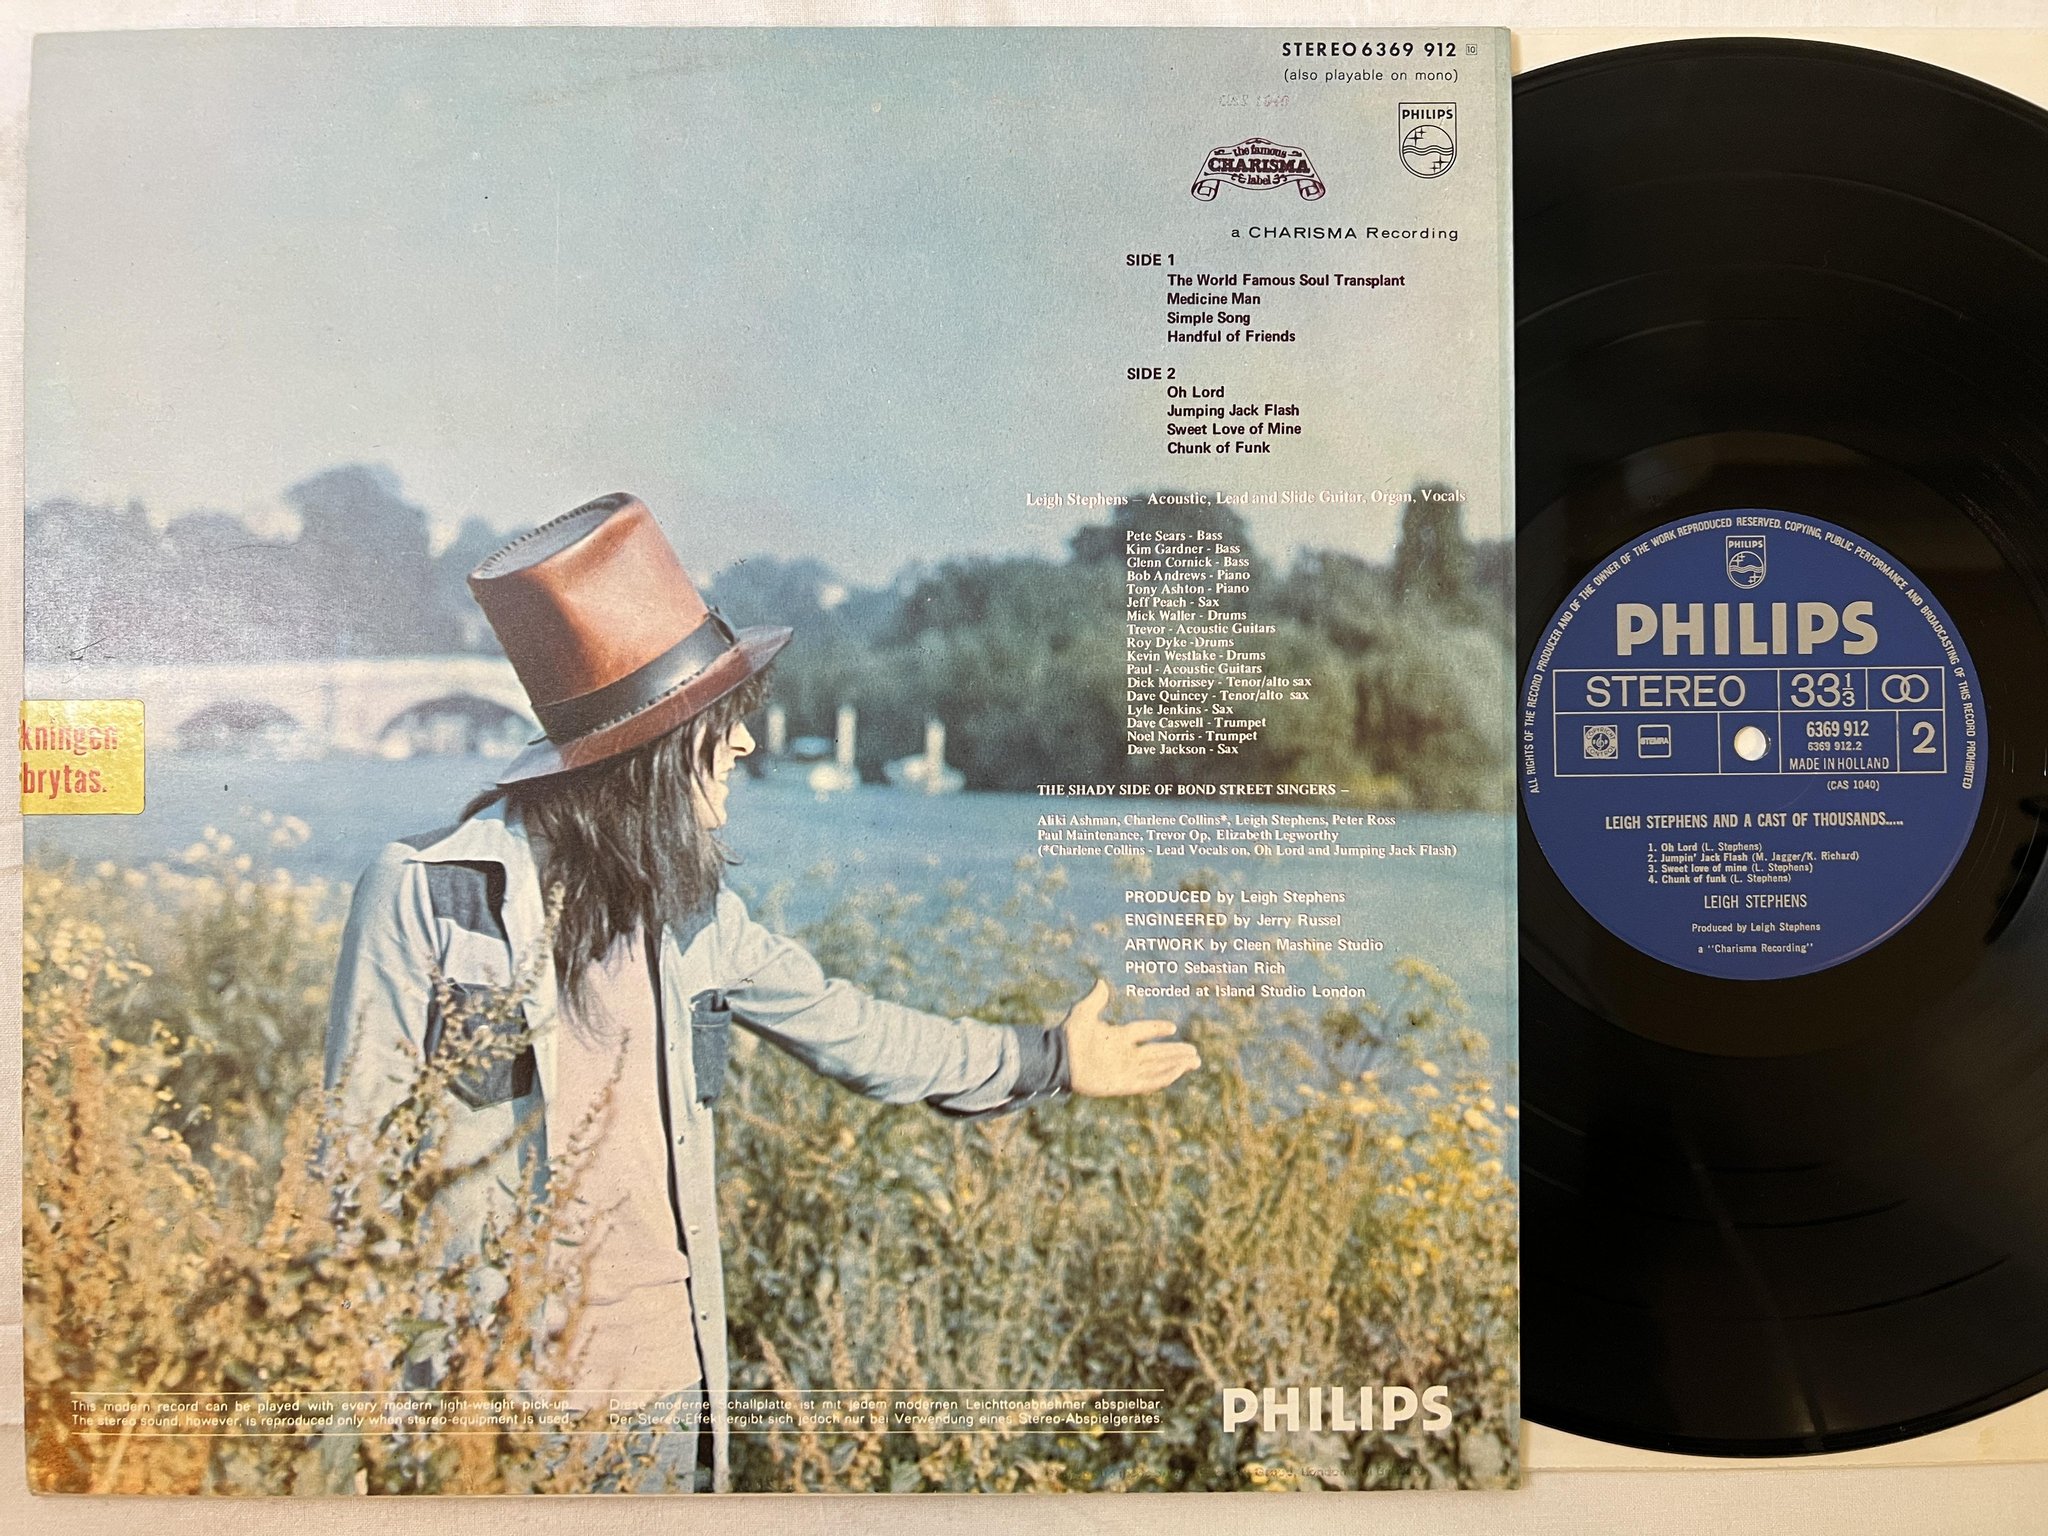 STEREO 6369 912 10
(also playable on mono)
CAS 1040
PHILIPS
the famous
CHARISMA
label
a CHARISMA Recording
SIDE 1
The World Famous Soul Transplant
Medicine Man
Simple Song
Handful of Friends
SIDE 2
Oh Lord
Jumping Jack Flash
Sweet Love of Mine
Chunk of Funk
Leigh Stephens – Acoustic, Lead and Slide Guitar, Organ, Vocals
Pete Sears - Bass
Kim Gardner - Bass
Glenn Cornick - Bass
Bob Andrews - Piano
Tony Ashton - Piano
Jeff Peach - Sax
Mick Waller - Drums
Trevor - Acoustic Guitars
Roy Dyke -Drums
Kevin Westlake - Drums
Paul - Acoustic Guitars
Dick Morrissey - Tenor/alto sax
Dave Quincey - Tenor/alto sax
Lyle Jenkins - Sax
Dave Caswell - Trumpet
Noel Norris - Trumpet
Dave Jackson - Sax
THE SHADY SIDE OF BOND STREET SINGERS –
Aliki Ashman, Charlene Collins*, Leigh Stephens, Peter Ross
Paul Maintenance, Trevor Op, Elizabeth Legworthy
(*Charlene Collins - Lead Vocals on, Oh Lord and Jumping Jack Flash)
PRODUCED by Leigh Stephens
ENGINEERED by Jerry Russel
ARTWORK by Cleen Mashine Studio
PHOTO Sebastian Rich
Recorded at Island Studio London
kningen
brytas.
This modern record can be played with every modern light-weight pick-up.
The stereo sound, however, is reproduced only when stereo-equipment is used.
Diese moderne Schallplatte ist mit jedem modernen Leichttonabnehmer abspielbar.
Der Stereo-Effekt ergibt sich jedoch nur bei Verwendung eines Stereo-Abspielgerätes.
PHILIPS
ALL RIGHTS OF THE RECORD PRODUCER AND OF THE OWNER OF THE WORK REPRODUCED RESERVED. COPYING, PUBLIC PERFORMANCE AND BROADCASTING OF THIS RECORD PROHIBITED
PHILIPS
PHILIPS
STEREO 33 1/3
COPYRIGHT CONTROL STEMRA
6369 912
6369 912.2
MADE IN HOLLAND
2
(CAS 1040)
LEIGH STEPHENS AND A CAST OF THOUSANDS.....
1. Oh Lord (L. Stephens)
2. Jumpin' Jack Flash (M. Jagger/K. Richard)
3. Sweet love of mine (L. Stephens)
4. Chunk of funk (L. Stephens)
LEIGH STEPHENS
Produced by Leigh Stephens
a "Charisma Recording"